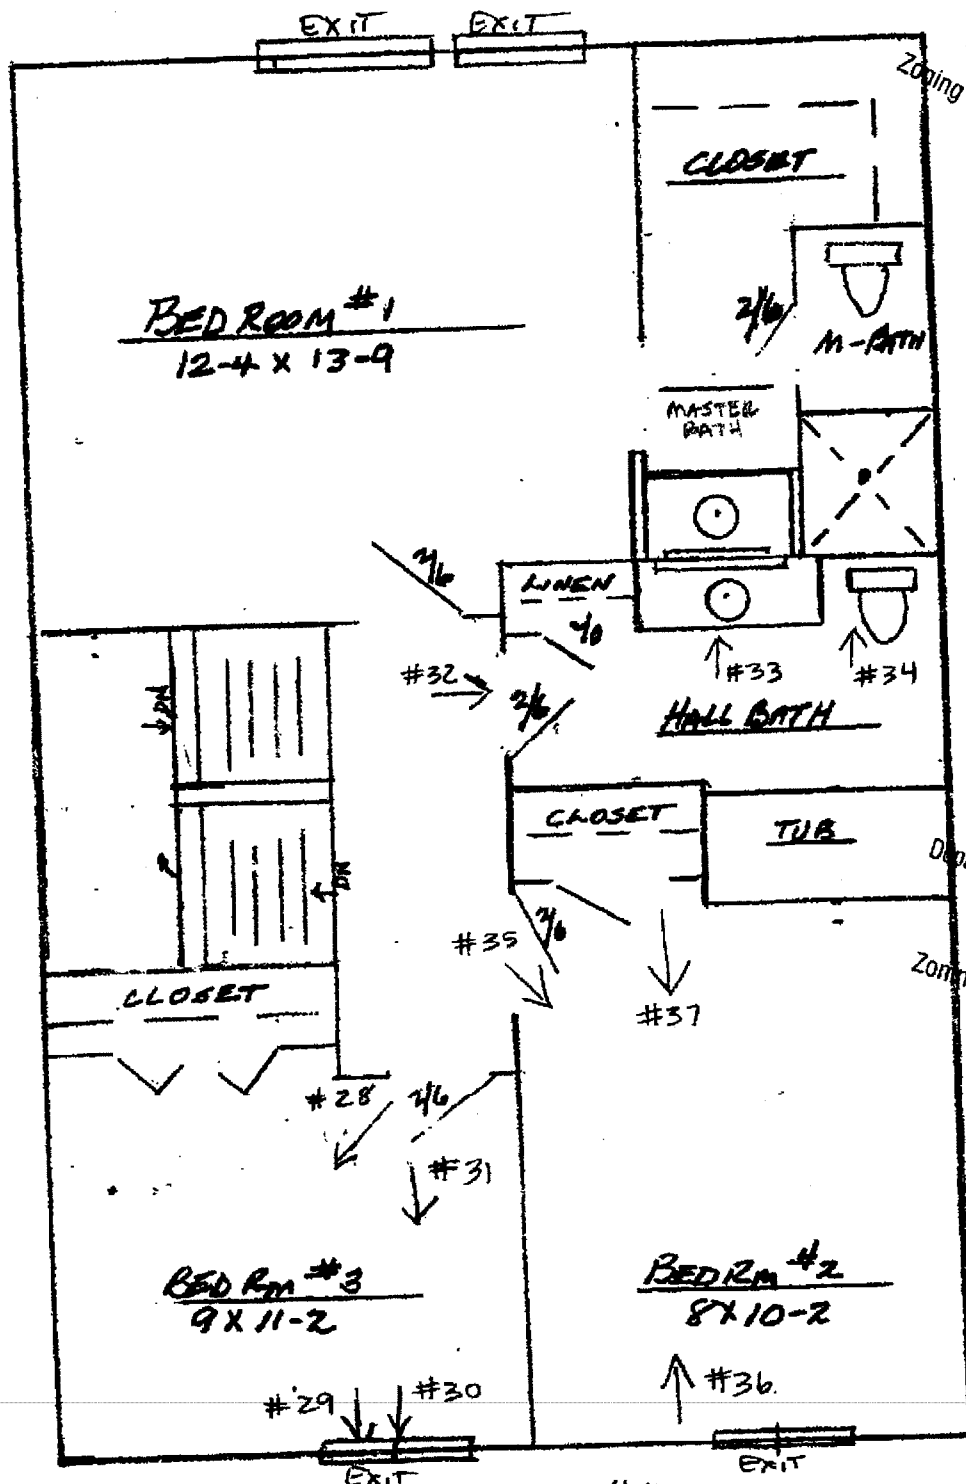 EXIT
EXIT
Zoning
CLOSET
BED ROOM #1
12-4 X 13-9
2/6
M-BATH
MASTER
BATH
2/6
LINEN
2/0
#32
2/6
#33
#34
HALL BATH
DN
CLOSET
TUB
DN
#35
2/6
#37
CLOSET
#28
2/6
#31
BED RM #3
9 X 11-2
BED RM #2
8 X 10-2
#29
#30
#36
EXIT
EXIT